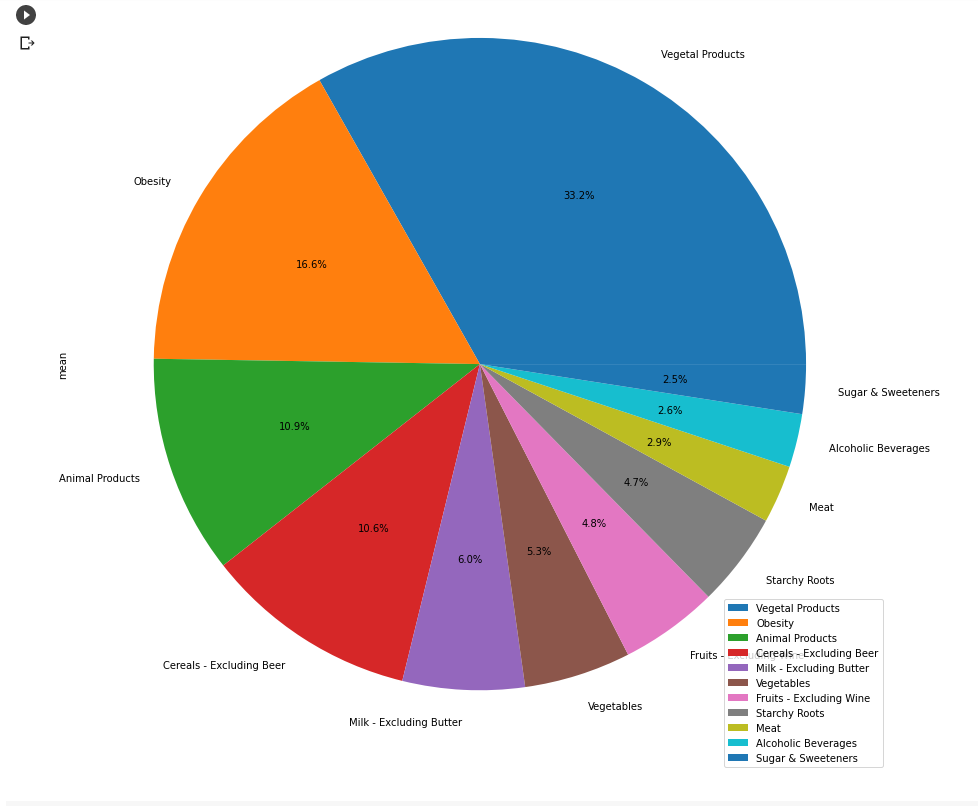 Vegetal Products
Obesity
33.2%
16.6%
mean
2.5%
Sugar & Sweeteners
2.6%
10.9%
2.9%
Alcoholic Beverages
Animal Products
4.7%
Meat
10.6%
4.8%
6.0%
5.3%
Starchy Roots
Fruits -
Cereals - Excluding Beer
Vegetables
Milk - Excluding Butter
Vegetal Products
Obesity
Animal Products
Cereals - Excluding Beer
Milk - Excluding Butter
Vegetables
Fruits - Excluding Wine
Starchy Roots
Meat
Alcoholic Beverages
Sugar & Sweeteners